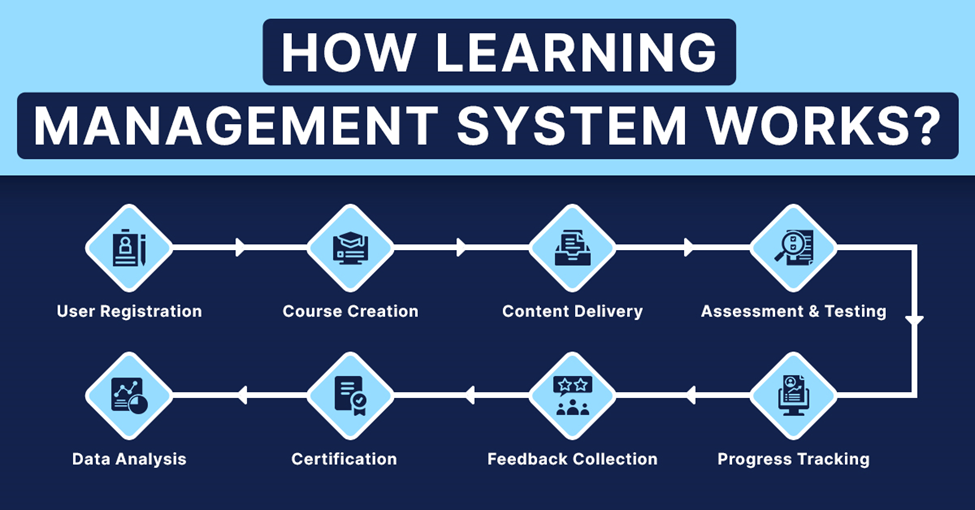 HOW LEARNING
MANAGEMENT SYSTEM WORKS?
User Registration
Course Creation
Content Delivery
Assessment & Testing
Data Analysis
Certification
Feedback Collection
Progress Tracking